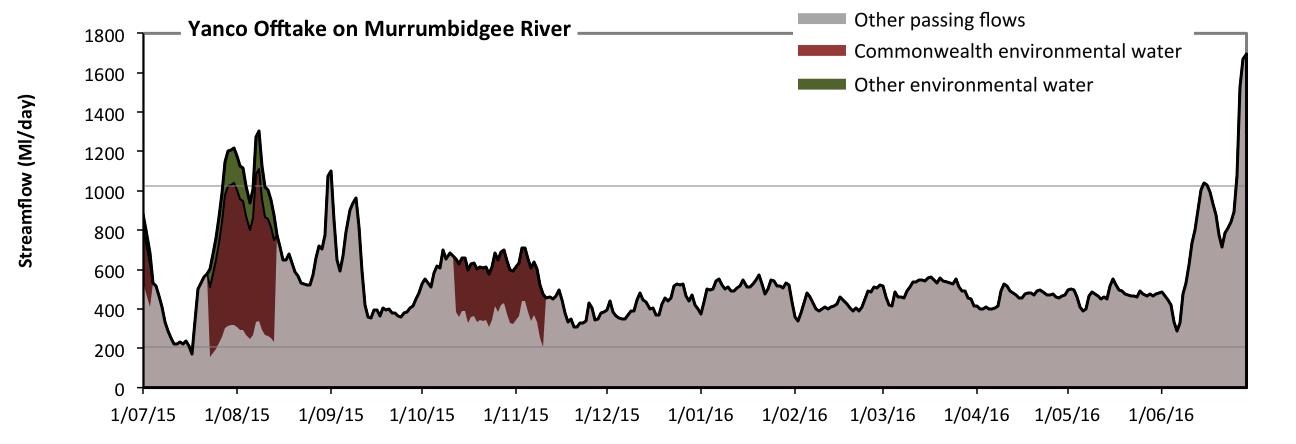 Yanco Offtake on Murrumbidgee River
Other passing flows
Commonwealth environmental water
Other environmental water
Streamflow (Ml/day)
1800
1600
1400
1200
1000
800
600
400
200
0
1/07/15 1/08/15 1/09/15 1/10/15 1/11/15 1/12/15 1/01/16 1/02/16 1/03/16 1/04/16 1/05/16 1/06/16